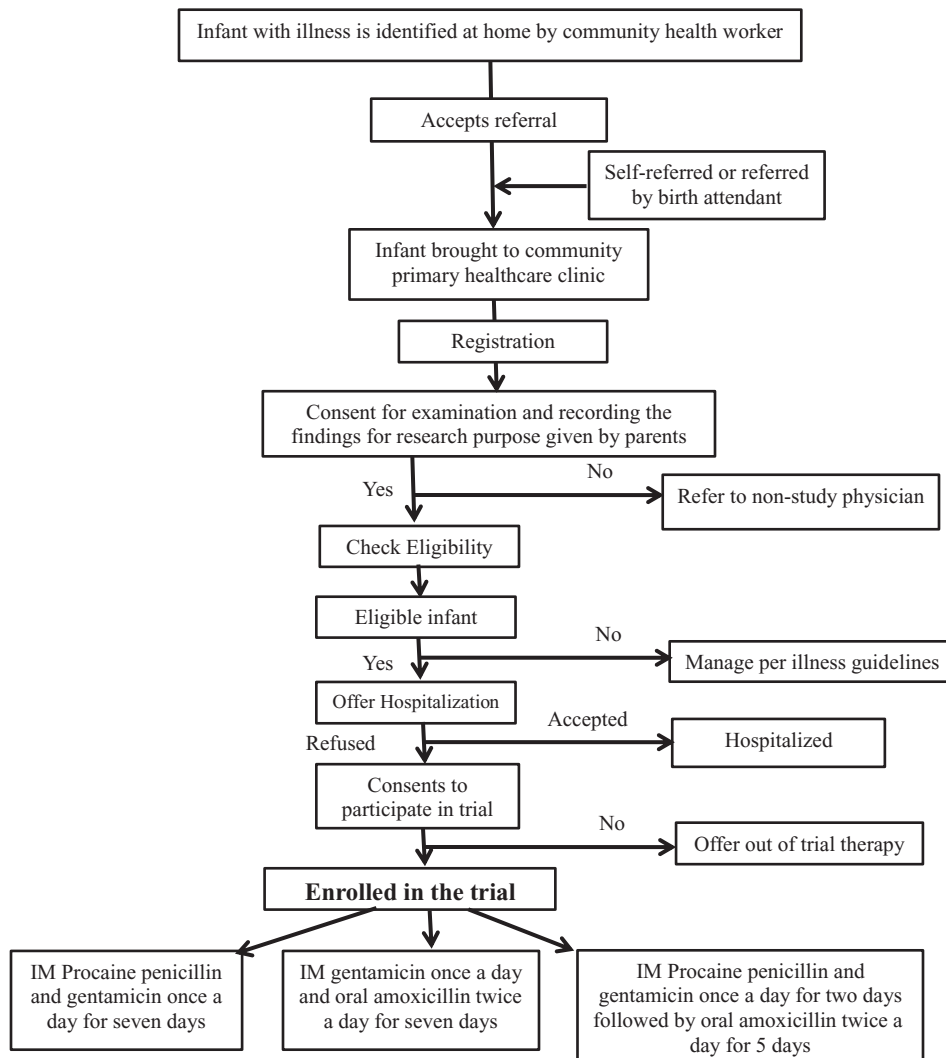 Infant with illness is identified at home by community health worker
Accepts referral
Self-referred or referred
by birth attendant
Infant brought to community
primary healthcare clinic
Registration
Consent for examination and recording the
findings for research purpose given by parents
No
Yes
Refer to non-study physician
Check Eligibility
Eligible infant
No
Yes
Manage per illness guidelines
Offer Hospitalization
Accepted
Refused
Hospitalized
Consents to
participate in trial
No
Offer out of trial therapy
Enrolled in the trial
IM Procaine penicillin
and gentamicin once a
day for seven days
IM gentamicin once a day
and oral amoxicillin twice
a day for seven days
IM Procaine penicillin and
gentamicin once a day for two days
followed by oral amoxicillin twice a
day for 5 days